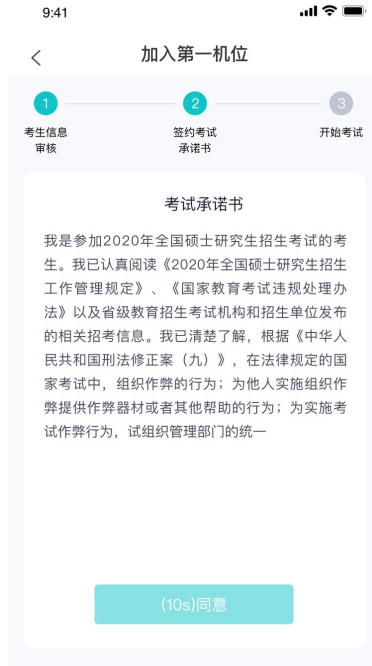 9:41
加入第一机位
1
2
3
考生信息
审核
签约考试
承诺书
开始考试
考试承诺书
我是参加2020年全国硕士研究生招生考试的考
生。我已认真阅读《2020年全国硕士研究生招生
工作管理规定》、《国家教育考试违规处理办
法》以及省级教育招生考试机构和招生单位发布
的相关招考信息。我已清楚了解，根据《中华人
民共和国刑法修正案（九）》，在法律规定的国
家考试中，组织作弊的行为；为他人实施组织作
弊提供作弊器材或者其他帮助的行为；为实施考
试作弊行为，试组织管理部门的统一
(10s)同意